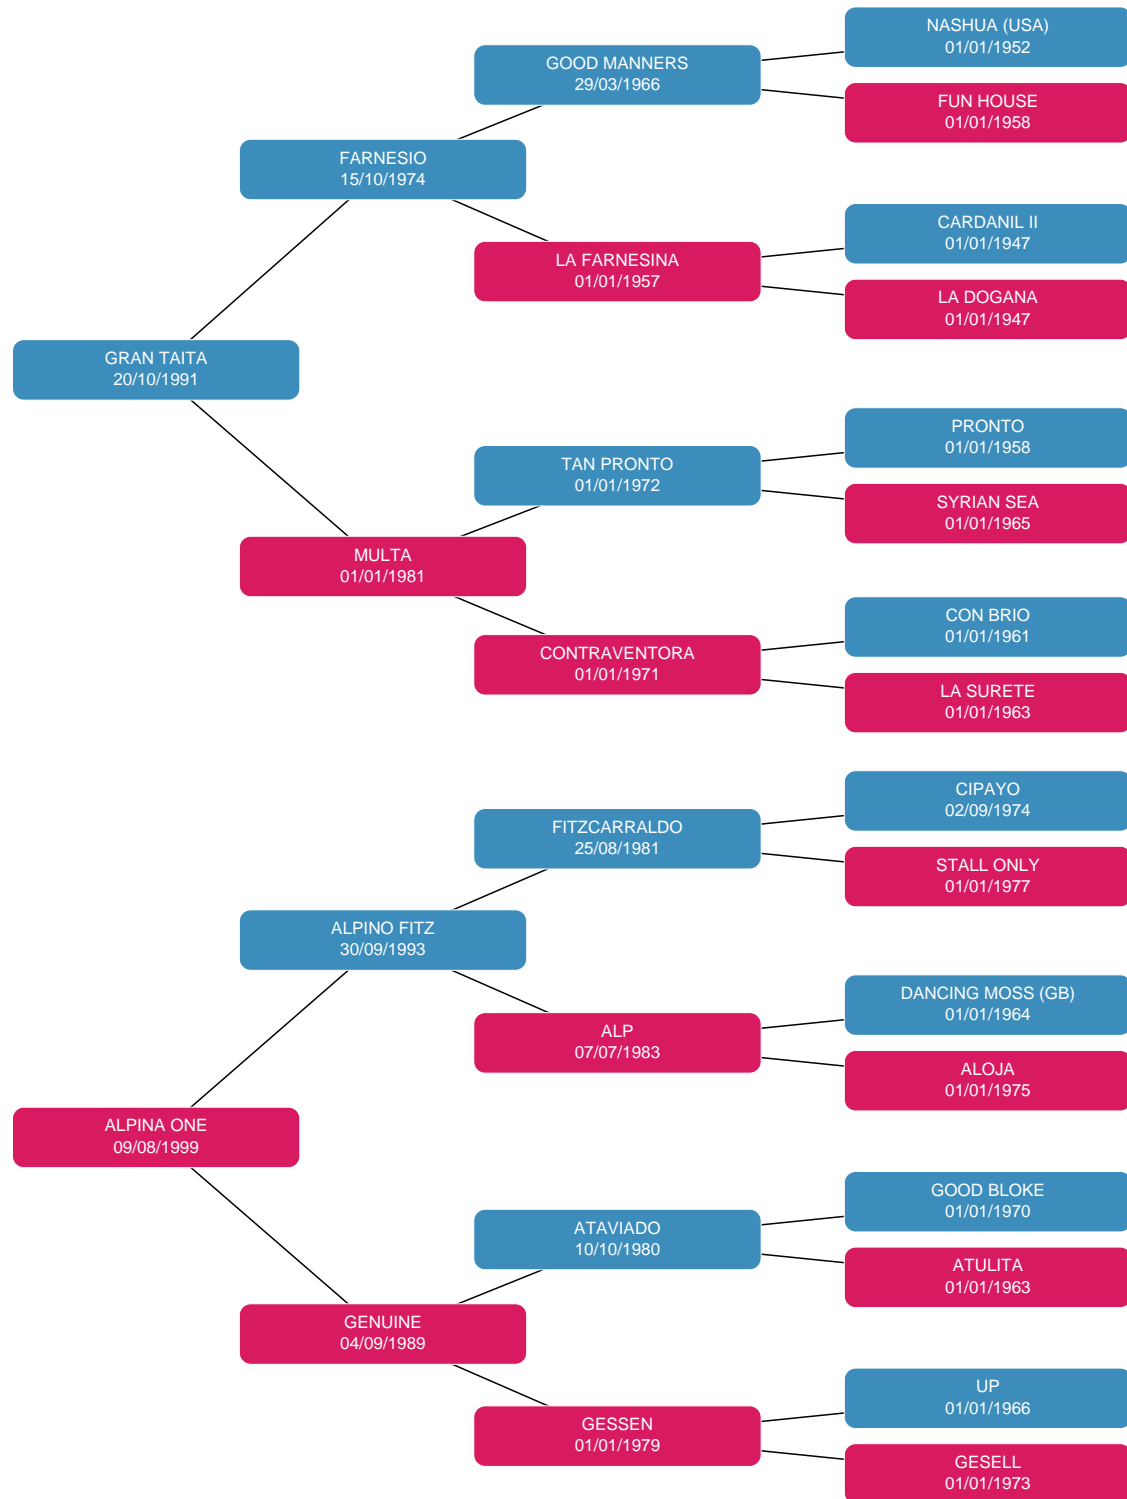 NASHUA (USA)
01/01/1952
GOOD MANNERS
29/03/1966
FUN HOUSE
01/01/1958
FARNESIO
15/10/1974
CARDANIL II
01/01/1947
LA FARNESINA
01/01/1957
LA DOGANA
01/01/1947
GRAN TAITA
20/10/1991
PRONTO
01/01/1958
TAN PRONTO
01/01/1972
SYRIAN SEA
01/01/1965
MULTA
01/01/1981
CON BRIO
01/01/1961
CONTRAVENTORA
01/01/1971
LA SURETE
01/01/1963
CIPAYO
02/09/1974
FITZCARRALDO
25/08/1981
STALL ONLY
01/01/1977
ALPINO FITZ
30/09/1993
DANCING MOSS (GB)
01/01/1964
ALP
07/07/1983
ALOJA
01/01/1975
ALPINA ONE
09/08/1999
GOOD BLOKE
01/01/1970
ATAVIADO
10/10/1980
ATULITA
01/01/1963
GENUINE
04/09/1989
UP
01/01/1966
GESSEN
01/01/1979
GESELL
01/01/1973